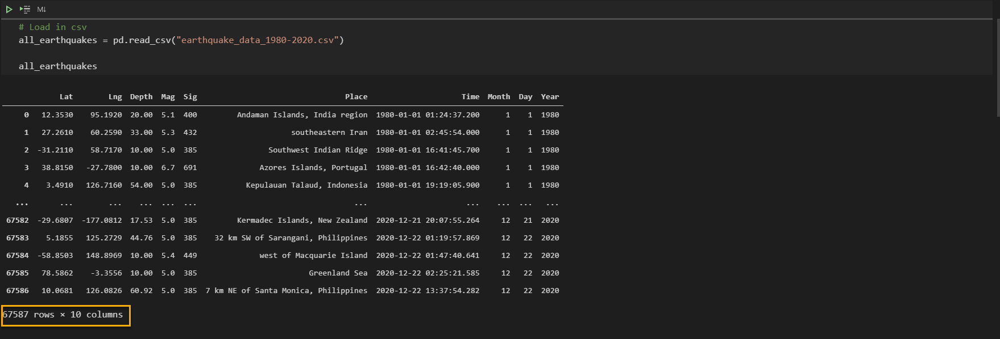 M↓
# Load in csv
all_earthquakes = pd.read_csv("earthquake_data_1980-2020.csv")
all_earthquakes
Lat Lng Depth Mag Sig Place Time Month Day Year
0 12.3530 95.1920 20.00 5.1 400 Andaman Islands, India region 1980-01-01 01:24:37.200 1 1 1980
1 27.2610 60.2590 33.00 5.3 432 southeastern Iran 1980-01-01 02:45:54.000 1 1 1980
2 -31.2110 58.7170 10.00 5.0 385 Southwest Indian Ridge 1980-01-01 16:41:45.700 1 1 1980
3 38.8150 -27.7800 10.00 6.7 691 Azores Islands, Portugal 1980-01-01 16:42:40.000 1 1 1980
4 3.4910 126.7160 54.00 5.0 385 Kepulauan Talaud, Indonesia 1980-01-01 19:19:05.900 1 1 1980
... ... ... ... ... ... ... ... ... ... ...
67582 -29.6807 -177.0812 17.53 5.0 385 Kermadec Islands, New Zealand 2020-12-21 20:07:55.264 12 21 2020
67583 5.1855 125.2729 44.76 5.0 385 32 km SW of Sarangani, Philippines 2020-12-22 01:19:57.869 12 22 2020
67584 -58.8503 148.8969 10.00 5.4 449 west of Macquarie Island 2020-12-22 01:47:40.641 12 22 2020
67585 78.5862 -3.3556 10.00 5.0 385 Greenland Sea 2020-12-22 02:25:21.585 12 22 2020
67586 10.0681 126.0826 60.92 5.0 385 7 km NE of Santa Monica, Philippines 2020-12-22 13:37:54.282 12 22 2020
67587 rows × 10 columns